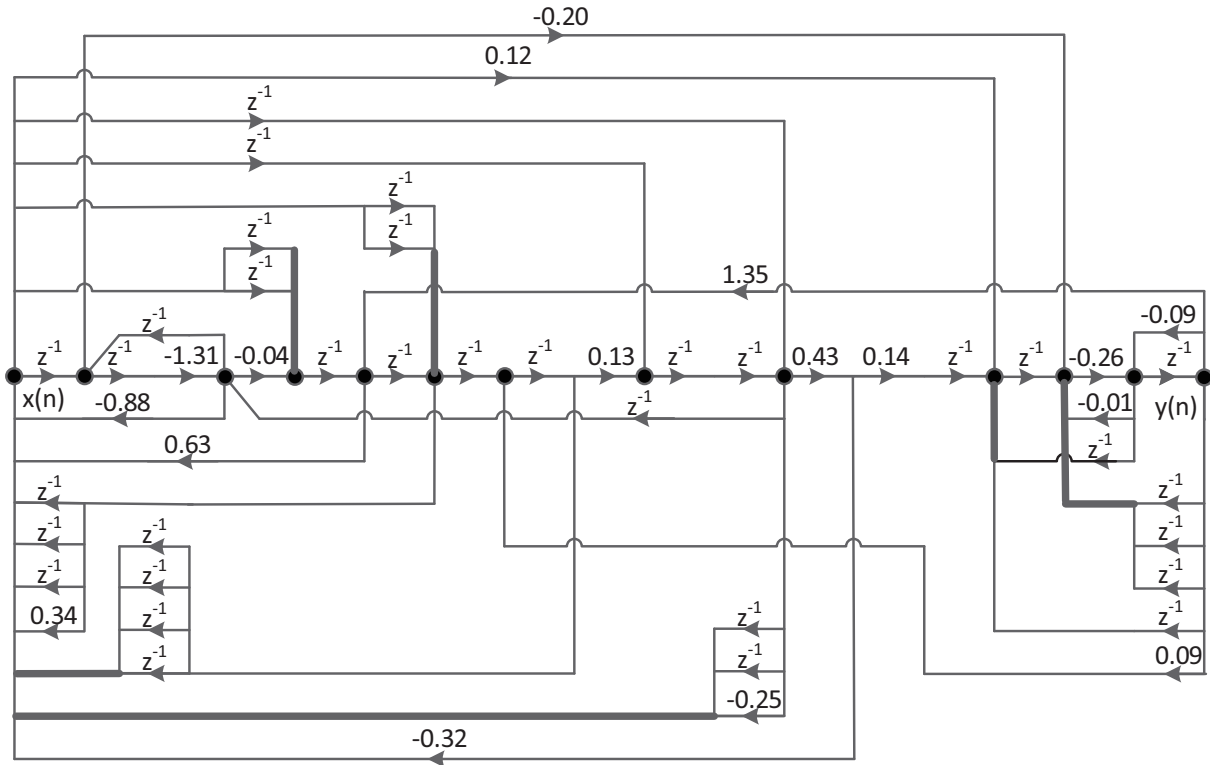 -0.20
0.12
z⁻¹
z⁻¹
z⁻¹
z⁻¹ z⁻¹
z⁻¹
1.35
z⁻¹ -0.09
z⁻¹ z⁻¹ -1.31 -0.04 z⁻¹ z⁻¹ z⁻¹ z⁻¹ 0.13 z⁻¹ z⁻¹ 0.43 0.14 z⁻¹ z⁻¹ -0.26 z⁻¹
x(n) -0.88 z⁻¹ -0.01 y(n)
0.63 z⁻¹
z⁻¹ z⁻¹
z⁻¹ z⁻¹ z⁻¹
z⁻¹ z⁻¹ z⁻¹
0.34 z⁻¹ z⁻¹ z⁻¹
z⁻¹ z⁻¹ 0.09
-0.25
-0.32